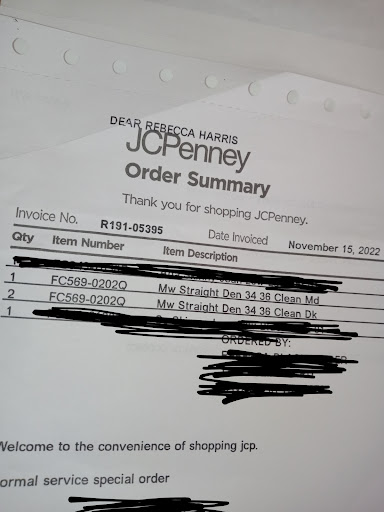 DEAR REBECCA HARRIS
JCPenney
Order Summary
Thank you for shopping JCPenney.
Invoice No. R191-05395 Date Invoiced November 15, 2022
Qty Item Number Item Description
1 FC569-0202Q Mw Straight Den 34 36 Clean Md
2 FC569-0202Q Mw Straight Den 34 36 Clean Dk
1
ORDERED BY:
Welcome to the convenience of shopping jcp.
ormal service special order